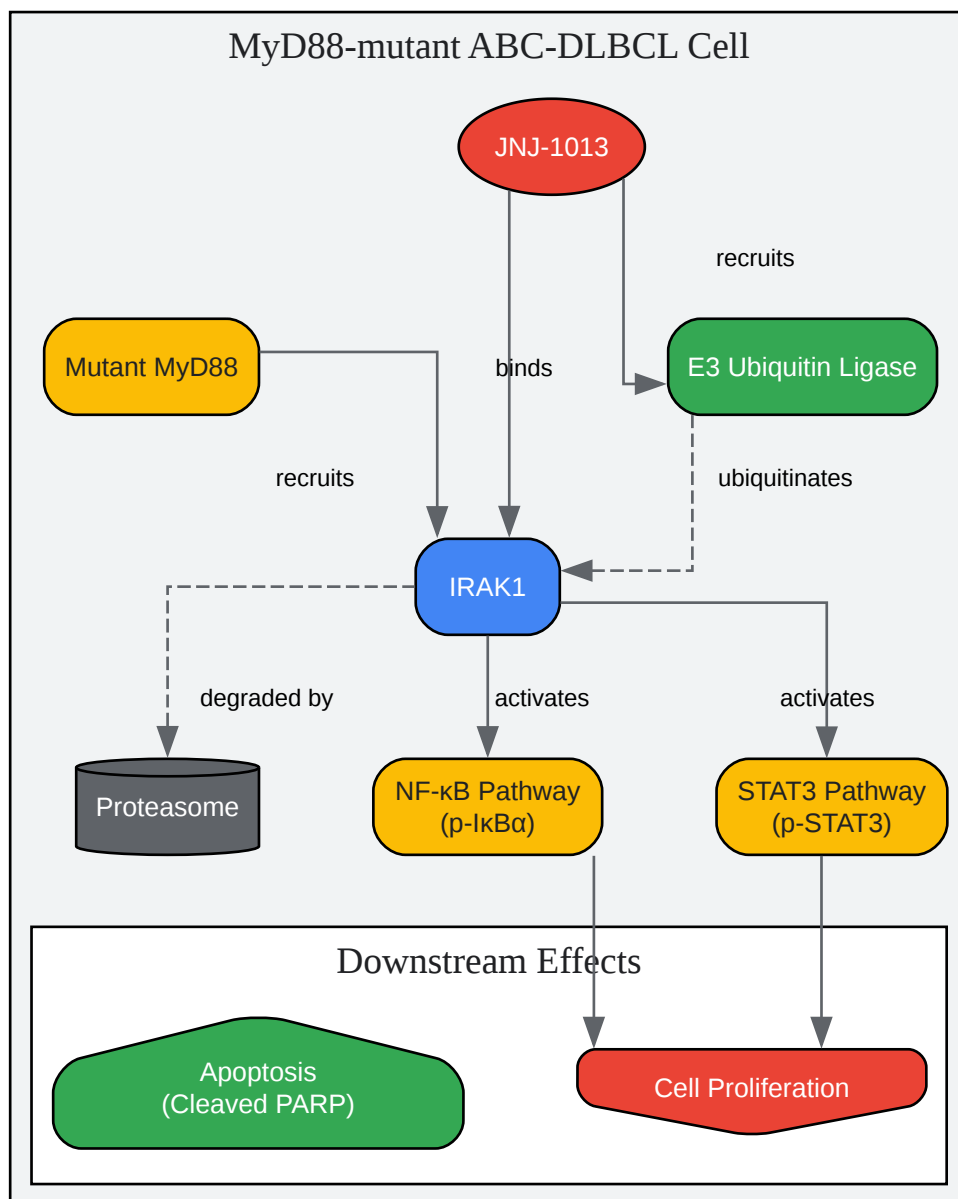 MyD88-mutant ABC-DLBCL Cell
JNJ-1013
recruits
Mutant MyD88
binds
E3 Ubiquitin Ligase
recruits
ubiquitinates
IRAK1
degraded by
activates
activates
Proteasome
NF-κB Pathway
(p-IκBα)
STAT3 Pathway
(p-STAT3)
Downstream Effects
Apoptosis
(Cleaved PARP)
Cell Proliferation